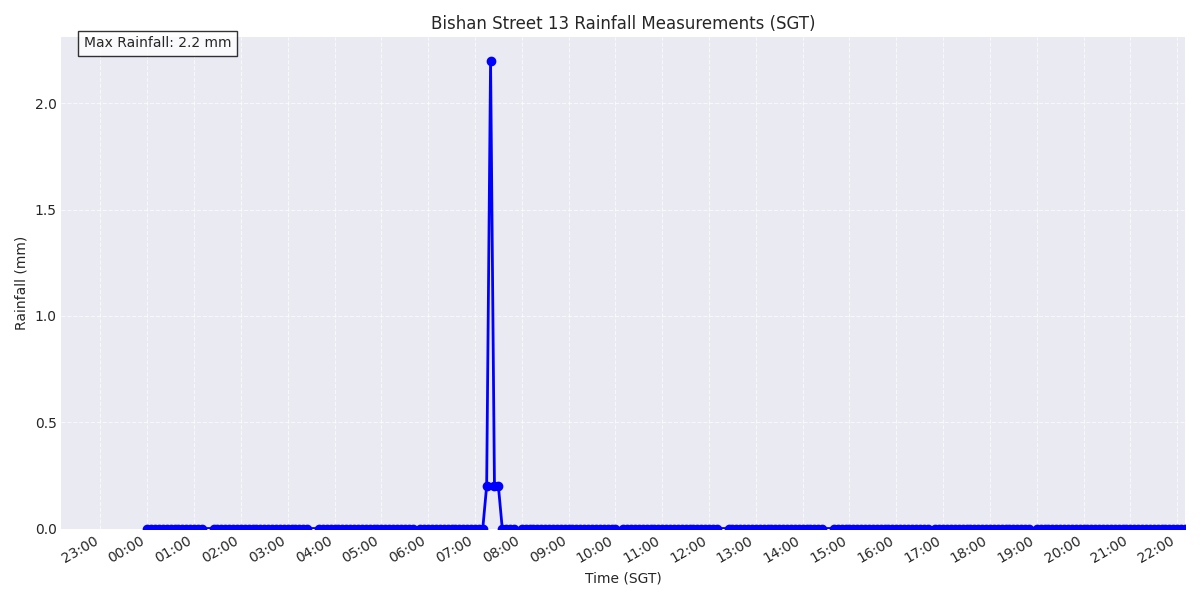 Bishan Street 13 Rainfall Measurements (SGT)
Max Rainfall: 2.2 mm
Rainfall (mm)
2.0
1.5
1.0
0.5
0.0
23:00 00:00 01:00 02:00 03:00 04:00 05:00 06:00 07:00 08:00 09:00 10:00 11:00 12:00 13:00 14:00 15:00 16:00 17:00 18:00 19:00 20:00 21:00 22:00
Time (SGT)